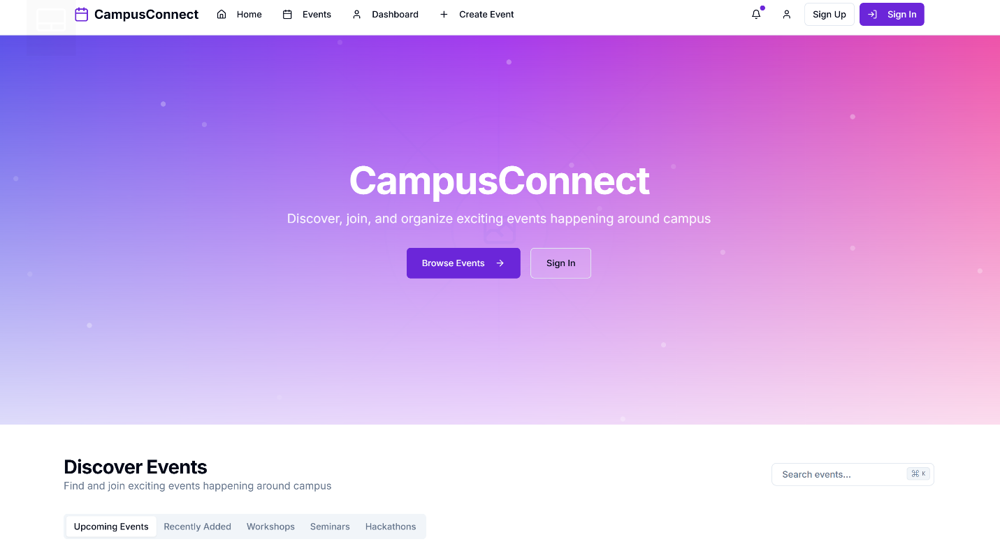 CampusConnect Home Events Dashboard Create Event Sign Up Sign In
CampusConnect
Discover, join, and organize exciting events happening around campus
Browse Events Sign In
Discover Events
Find and join exciting events happening around campus
Search events... ⌘ K
Upcoming Events Recently Added Workshops Seminars Hackathons